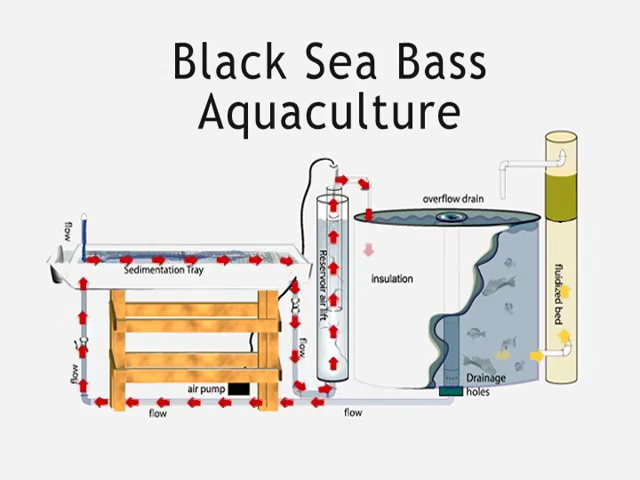 Black Sea Bass
Aquaculture
overflow drain
flow
Sedimentation Tray
Reservoir air lift
insulation
fluidized bed
flow
flow
air pump
Drainage
holes
flow
flow